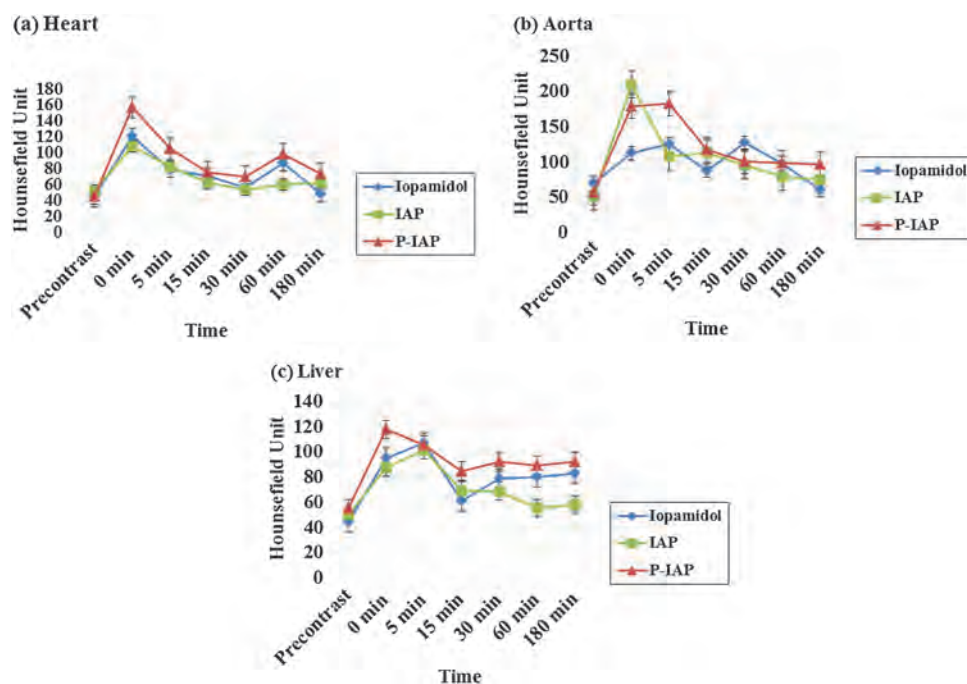 (a) Heart
Hounsefield Unit
180
160
140
120
100
80
60
40
20
0
Precontrast
0 min
5 min
15 min
30 min
60 min
180 min
Time
Iopamidol
IAP
P-IAP
(b) Aorta
Hounsefield Unit
250
200
150
100
50
0
Precontrast
0 min
5 min
15 min
30 min
60 min
180 min
Time
Iopamidol
IAP
P-IAP
(c) Liver
Hounsefield Unit
140
120
100
80
60
40
20
0
Precontrast
0 min
5 min
15 min
30 min
60 min
180 min
Time
Iopamidol
IAP
P-IAP